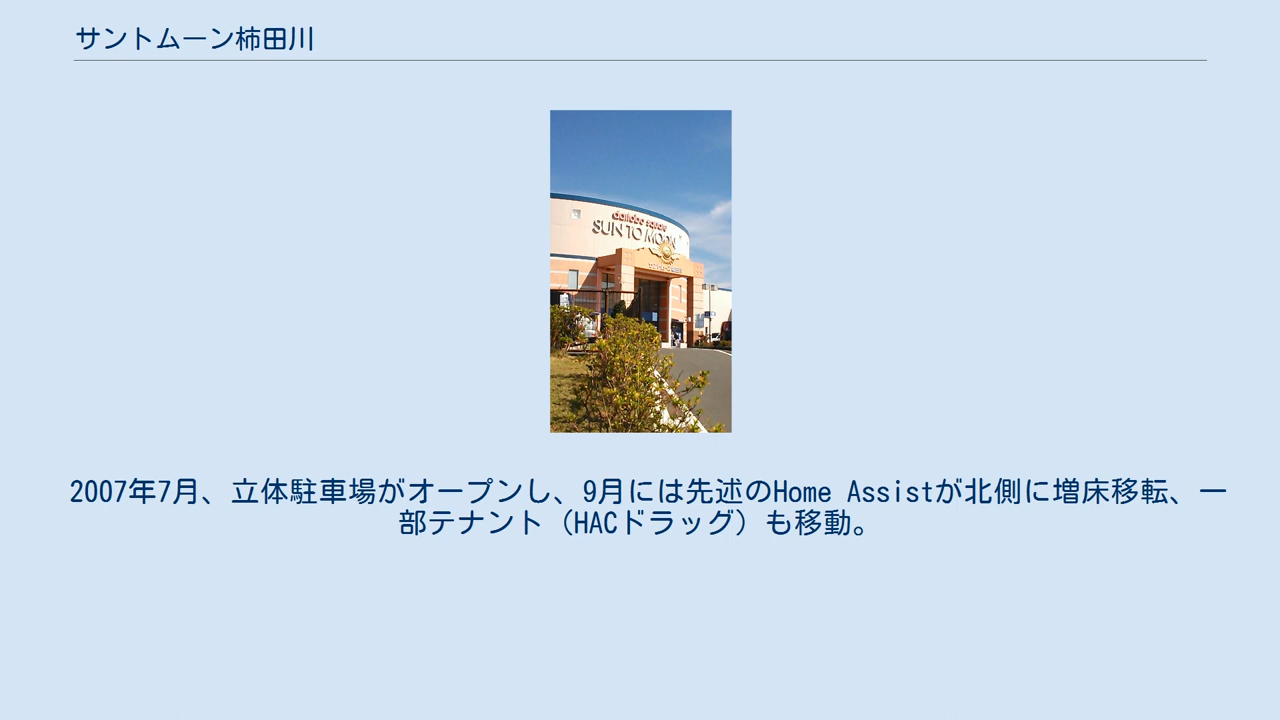 サントムーン柿田川
daitobo square
SUN TO MOON
2007年7月、立体駐車場がオープンし、9月には先述のHome Assistが北側に増床移転、一
部テナント（HACドラッグ）も移動。